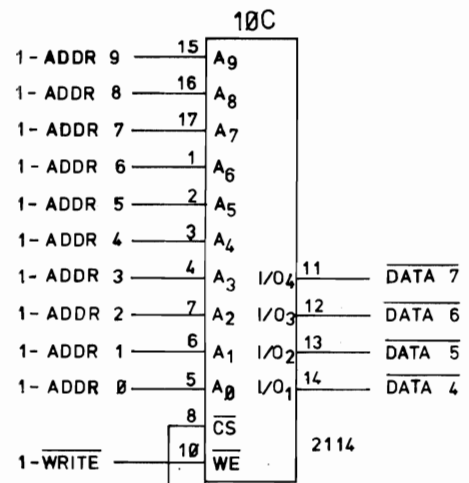 10C
1- ADDR 9 15 A9
1- ADDR 8 16 A8
1- ADDR 7 17 A7
1- ADDR 6 1 A6
1- ADDR 5 2 A5
1- ADDR 4 3 A4
1- ADDR 3 4 A3 I/O4 11 DATA 7
1- ADDR 2 7 A2 I/O3 12 DATA 6
1- ADDR 1 6 A1 I/O2 13 DATA 5
1- ADDR 0 5 A0 I/O1 14 DATA 4
8 CS
1-WRITE 10 WE 2114